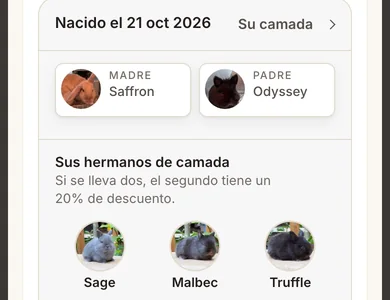 Nacido el 21 oct 2026
Su camada
MADRE
Saffron
PADRE
Odyssey
Sus hermanos de camada
Si se lleva dos, el segundo tiene un
20% de descuento.
Sage
Malbec
Truffle